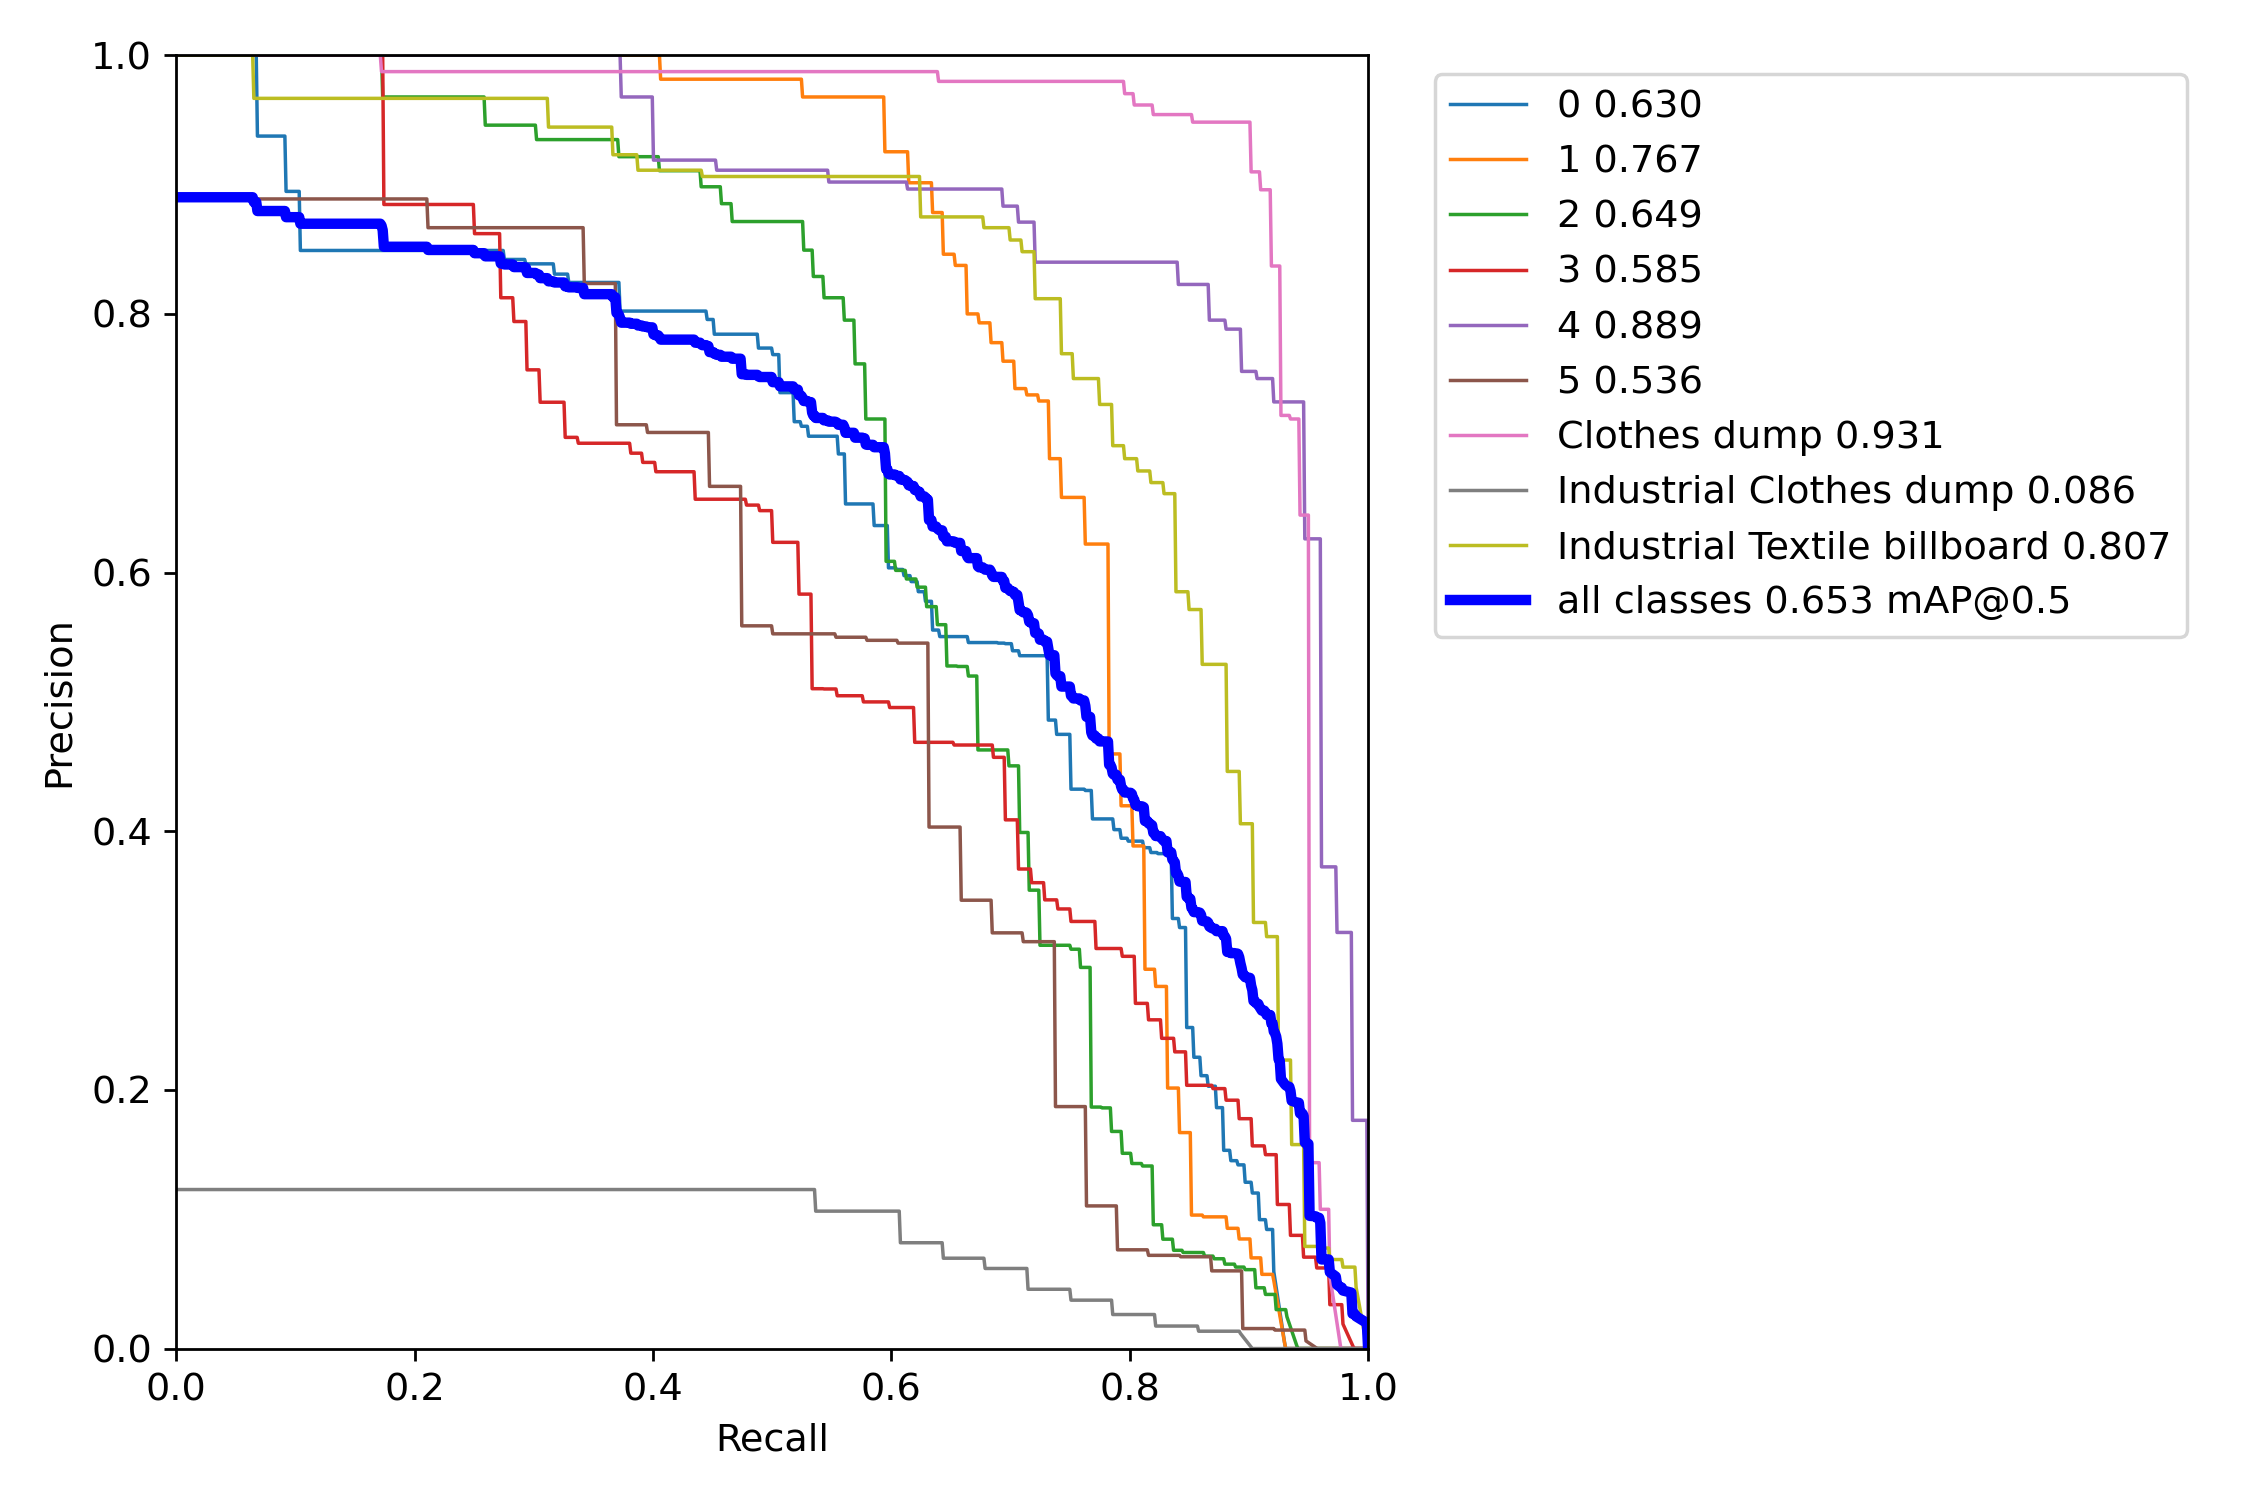 1.0
0.8
0.6
0.4
0.2
0.0
Precision
0.0 0.2 0.4 0.6 0.8 1.0
Recall
0 0.630
1 0.767
2 0.649
3 0.585
4 0.889
5 0.536
Clothes dump 0.931
Industrial Clothes dump 0.086
Industrial Textile billboard 0.807
all classes 0.653 mAP@0.5